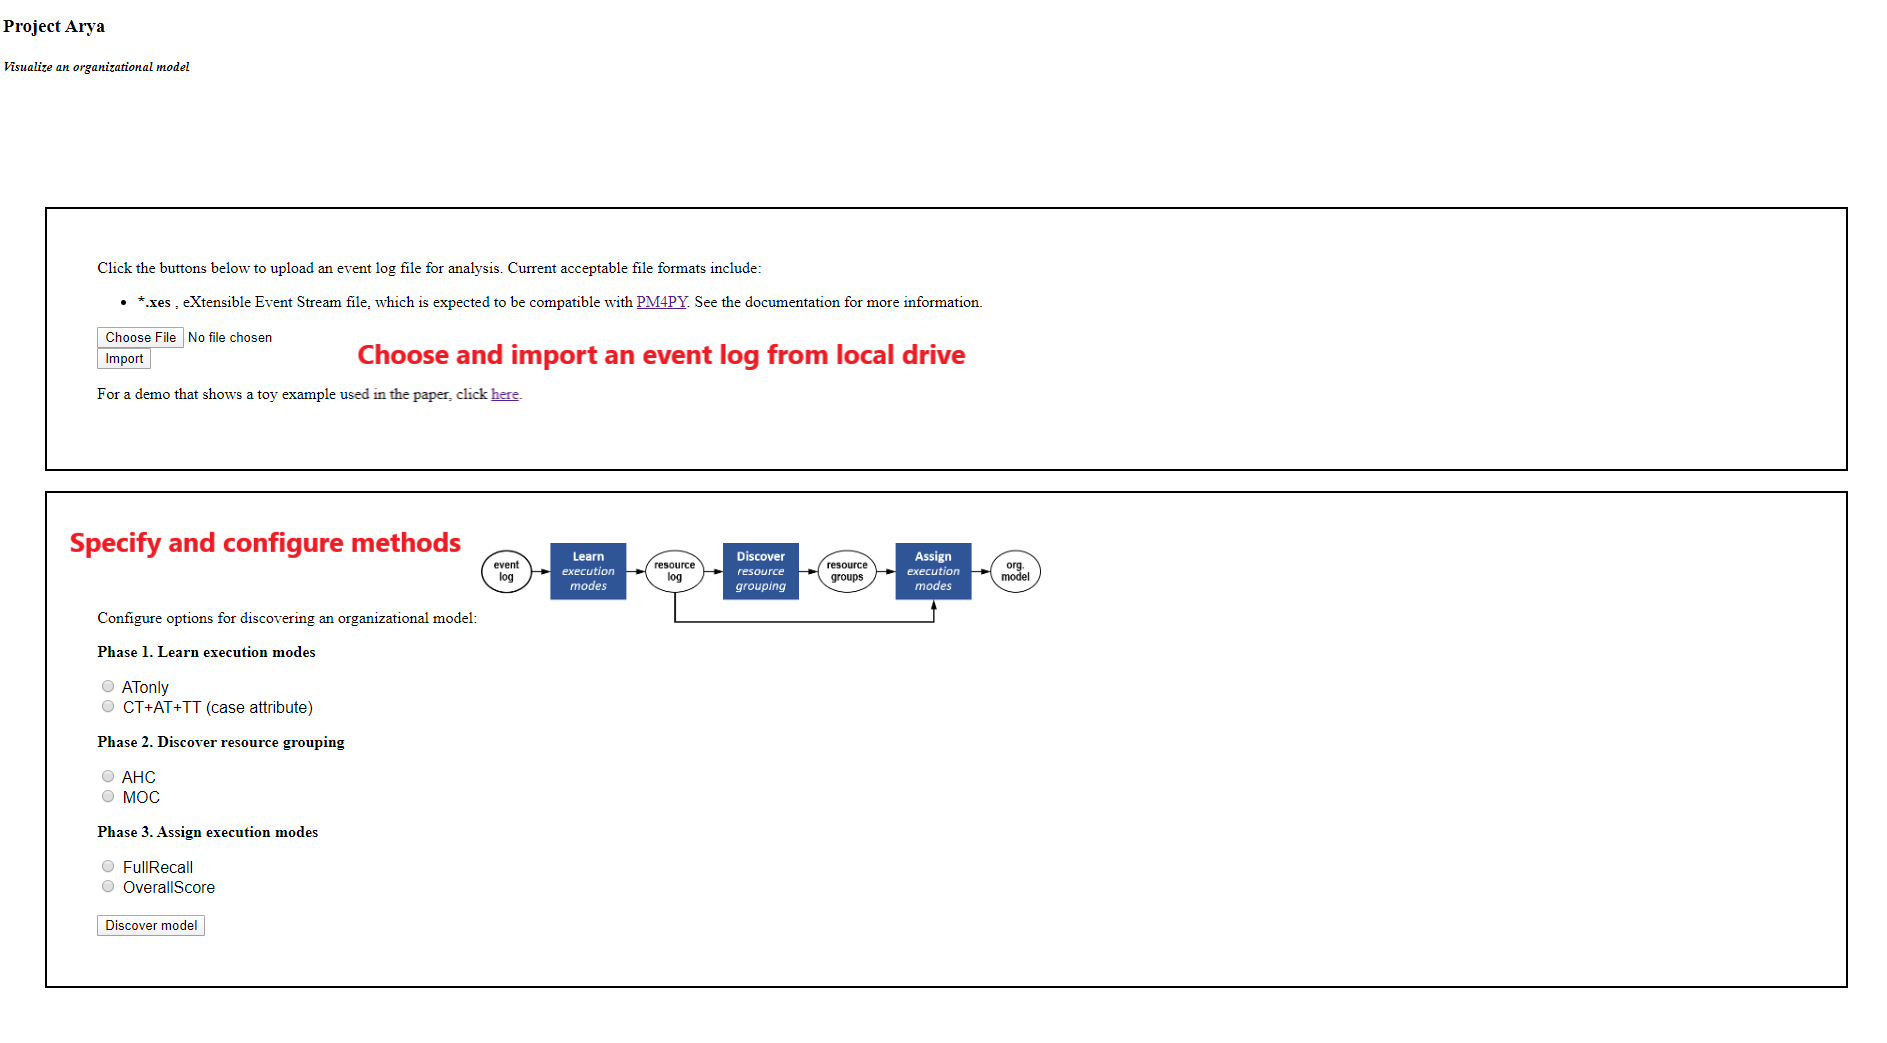 Project Arya
Visualize an organizational model
Click the buttons below to upload an event log file for analysis. Current acceptable file formats include:
• *.xes , eXtensible Event Stream file, which is expected to be compatible with PM4PY. See the documentation for more information.
Choose File No file chosen
Import
Choose and import an event log from local drive
For a demo that shows a toy example used in the paper, click here.
Specify and configure methods
event
log
Learn
execution
modes
resource
log
Discover
resource
grouping
resource
groups
Assign
execution
modes
org.
model
Configure options for discovering an organizational model:
Phase 1. Learn execution modes
ATonly
CT+AT+TT (case attribute)
Phase 2. Discover resource grouping
AHC
MOC
Phase 3. Assign execution modes
FullRecall
OverallScore
Discover model